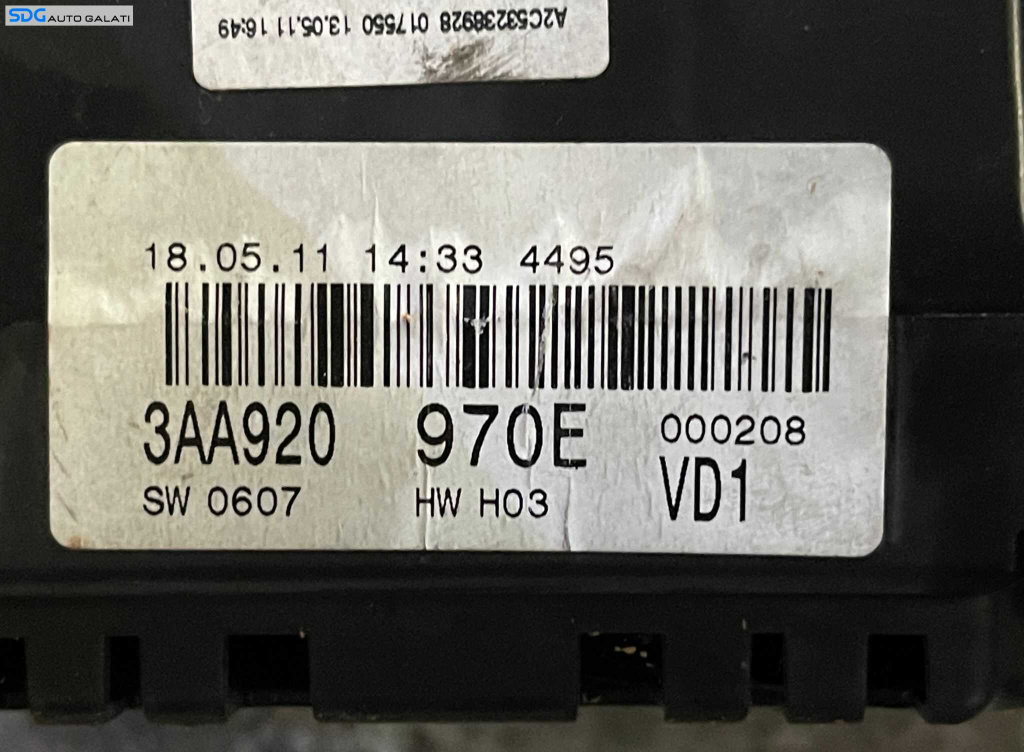 SDG AUTO GALATI
A2C53238928 017550 13.05.11 16:49
18.05.11 14:33 4495
3AA920 970E 000208
SW 0607 HW H03 VD1